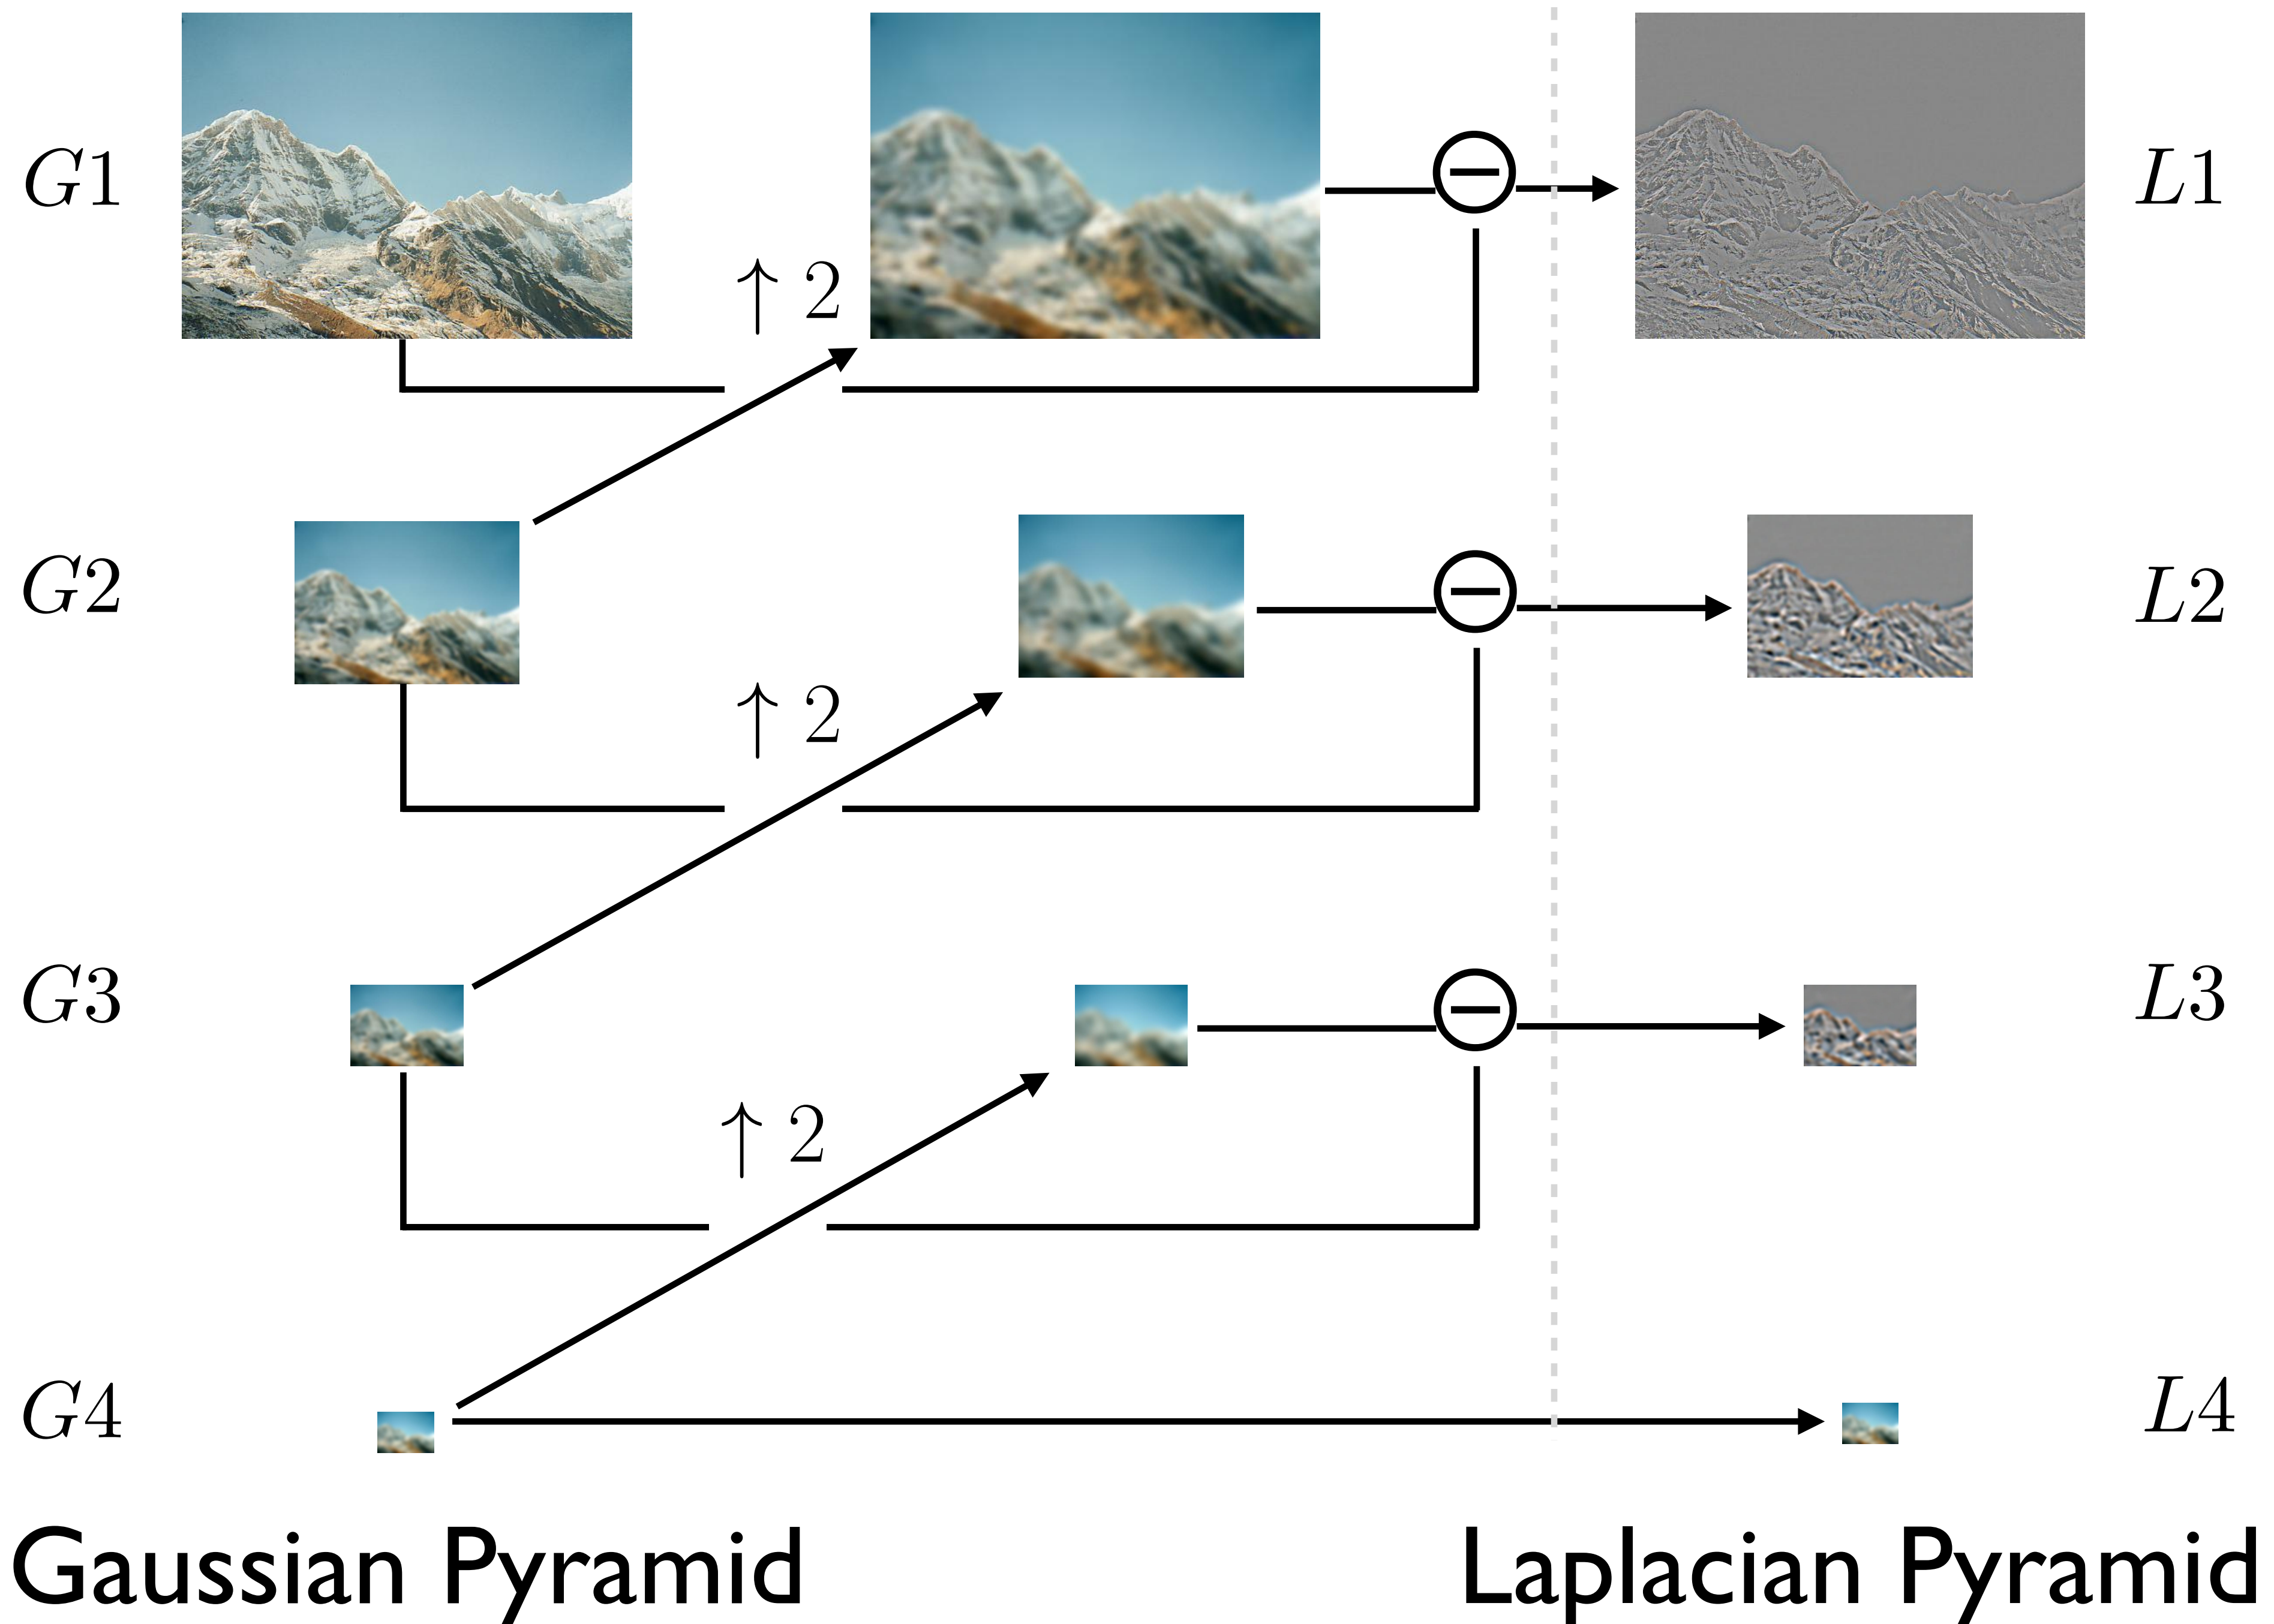 G1
↑ 2
L1
G2
↑ 2
L2
G3
↑ 2
L3
G4
L4
Gaussian Pyramid
Laplacian Pyramid